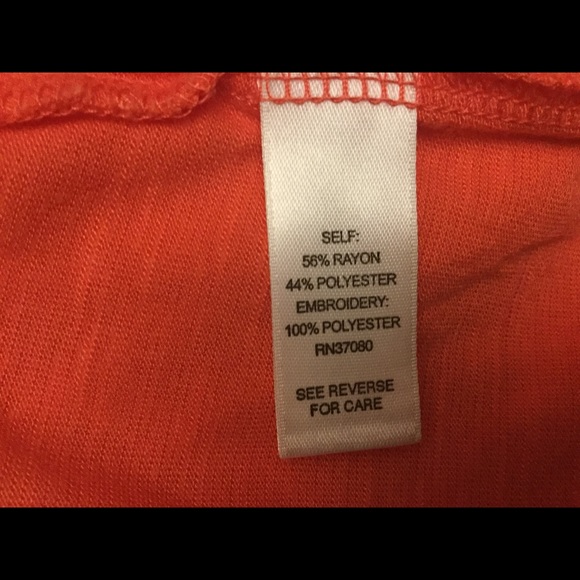 SELF:
56% RAYON
44% POLYESTER
EMBROIDERY:
100% POLYESTER
RN37080
SEE REVERSE
FOR CARE